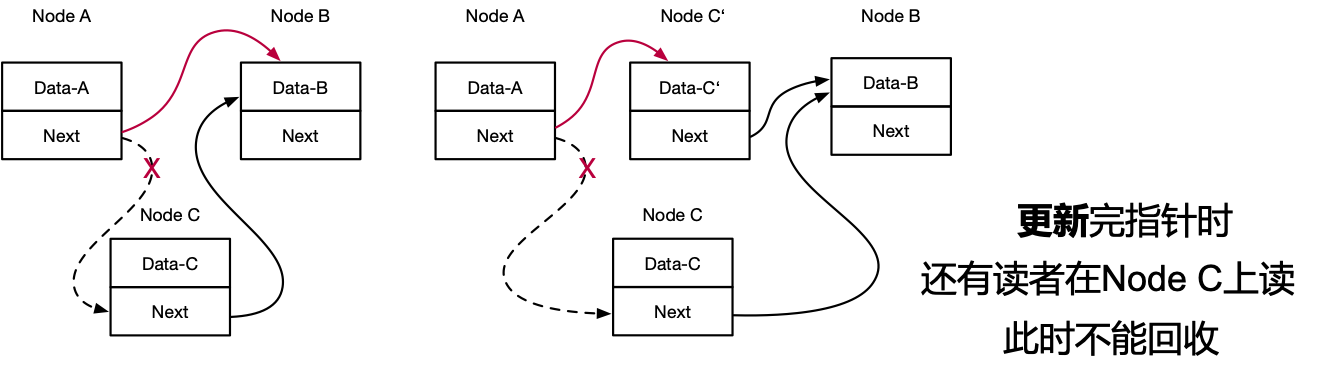 Node A
Node B
Data-A
Next
Data-B
Next
X
Node C
Data-C
Next
Node A
Node C‘
Node B
Data-A
Next
Data-C‘
Next
Data-B
Next
X
Node C
Data-C
Next
更新完指针时
还有读者在Node C上读
此时不能回收